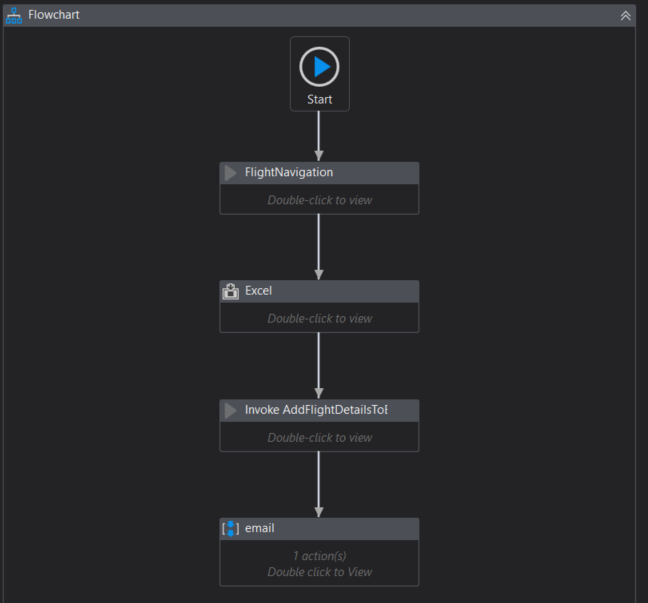 Flowchart
Start
FlightNavigation
Double-click to view
Excel
Double-click to view
Invoke AddFlightDetailsToE
Double-click to view
email
1 action(s)
Double click to View